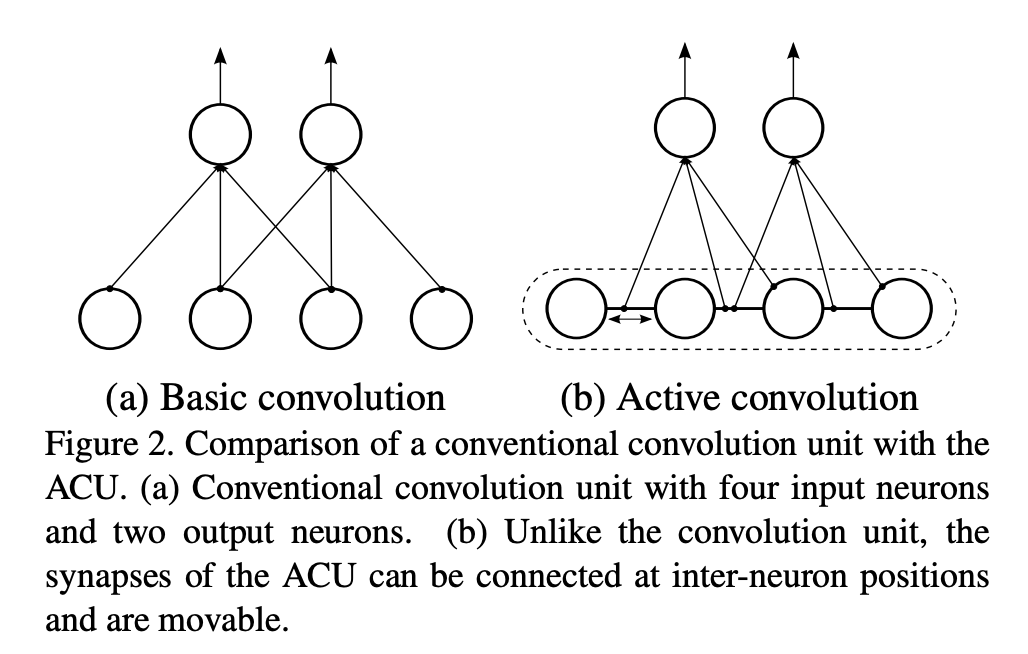 (a) Basic convolution
(b) Active convolution
Figure 2. Comparison of a conventional convolution unit with the
ACU. (a) Conventional convolution unit with four input neurons
and two output neurons. (b) Unlike the convolution unit, the
synapses of the ACU can be connected at inter-neuron positions
and are movable.